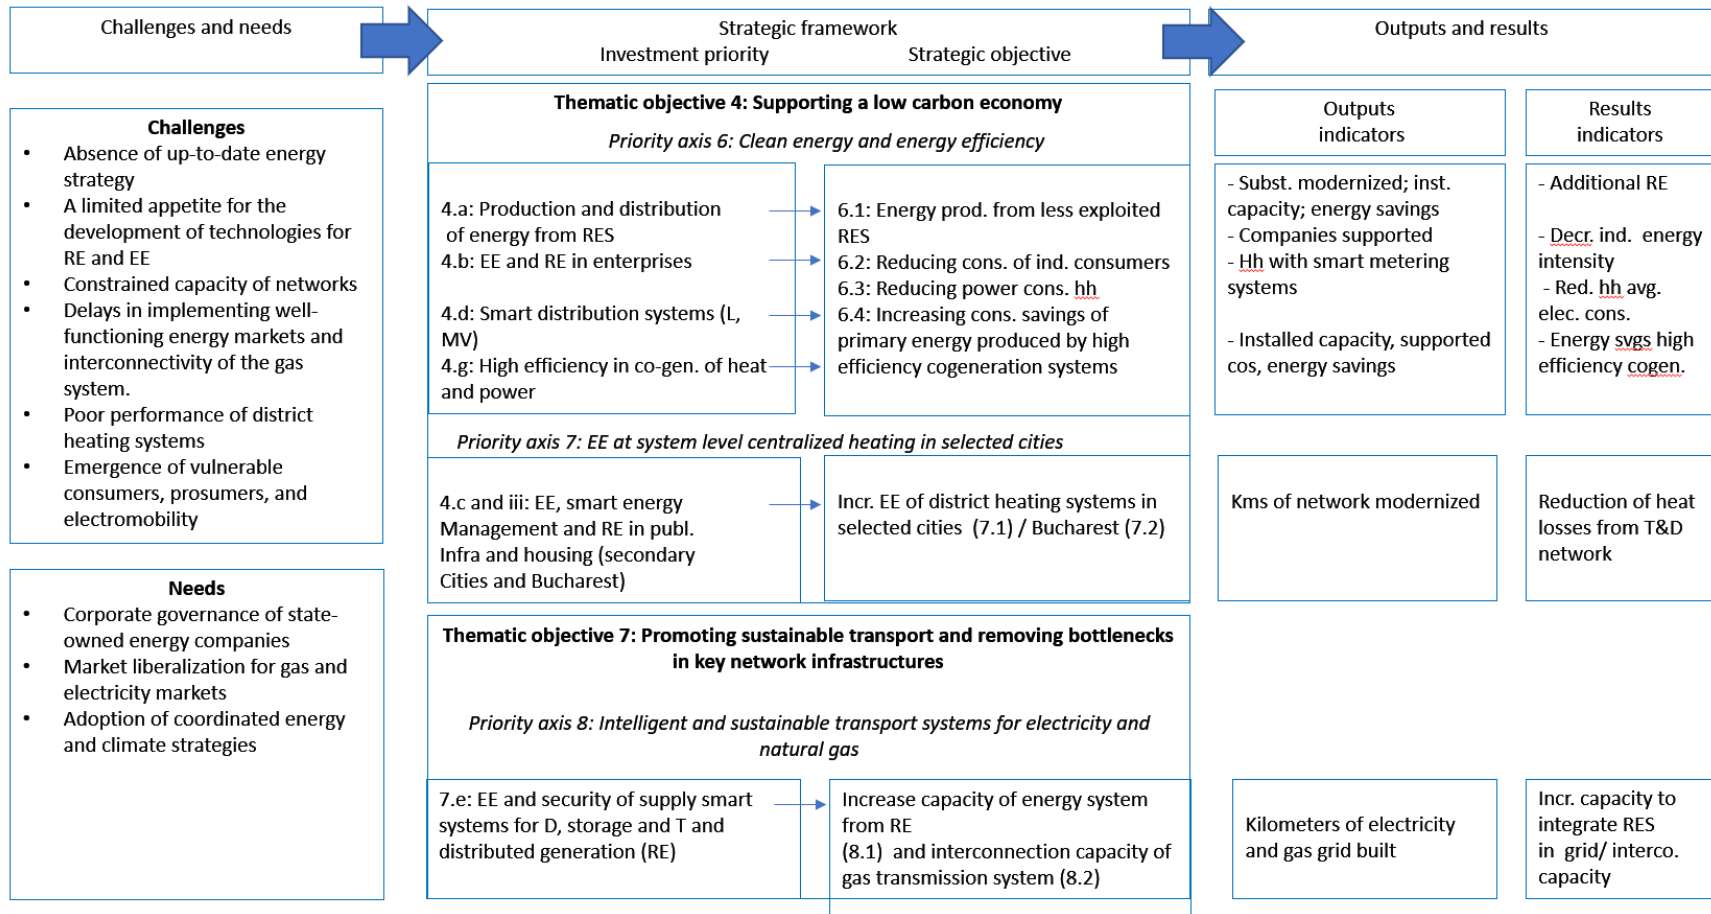 Challenges and needs
Strategic framework
Investment priority
Strategic objective
Outputs and results
Challenges
• Absence of up-to-date energy
strategy
• A limited appetite for the
development of technologies for
RE and EE
• Constrained capacity of networks
• Delays in implementing well-
functioning energy markets and
interconnectivity of the gas
system.
• Poor performance of district
heating systems
• Emergence of vulnerable
consumers, prosumers, and
electromobility
Needs
• Corporate governance of state-
owned energy companies
• Market liberalization for gas and
electricity markets
• Adoption of coordinated energy
and climate strategies
Thematic objective 4: Supporting a low carbon economy
Priority axis 6: Clean energy and energy efficiency
4.a: Production and distribution
of energy from RES
4.b: EE and RE in enterprises
4.d: Smart distribution systems (L,
MV)
4.g: High efficiency in co-gen. of heat
and power
6.1: Energy prod. from less exploited
RES
6.2: Reducing cons. of ind. consumers
6.3: Reducing power cons. hh
6.4: Increasing cons. savings of
primary energy produced by high
efficiency cogeneration systems
Priority axis 7: EE at system level centralized heating in selected cities
4.c and iii: EE, smart energy
Management and RE in publ.
Infra and housing (secondary
Cities and Bucharest)
Incr. EE of district heating systems in
selected cities (7.1) / Bucharest (7.2)
Thematic objective 7: Promoting sustainable transport and removing bottlenecks
in key network infrastructures
Priority axis 8: Intelligent and sustainable transport systems for electricity and
natural gas
7.e: EE and security of supply smart
systems for D, storage and T and
distributed generation (RE)
Increase capacity of energy system
from RE
(8.1) and interconnection capacity of
gas transmission system (8.2)
Outputs
indicators
- Subst. modernized; inst.
capacity; energy savings
- Companies supported
- Hh with smart metering
systems
- Installed capacity, supported
cos, energy savings
Kms of network modernized
Kilometers of electricity
and gas grid built
Results
indicators
- Additional RE
- Decr. ind. energy
intensity
- Red. hh avg.
elec. cons.
- Energy svgs high
efficiency cogen.
Reduction of heat
losses from T&D
network
Incr. capacity to
integrate RES
in grid/ interco.
capacity